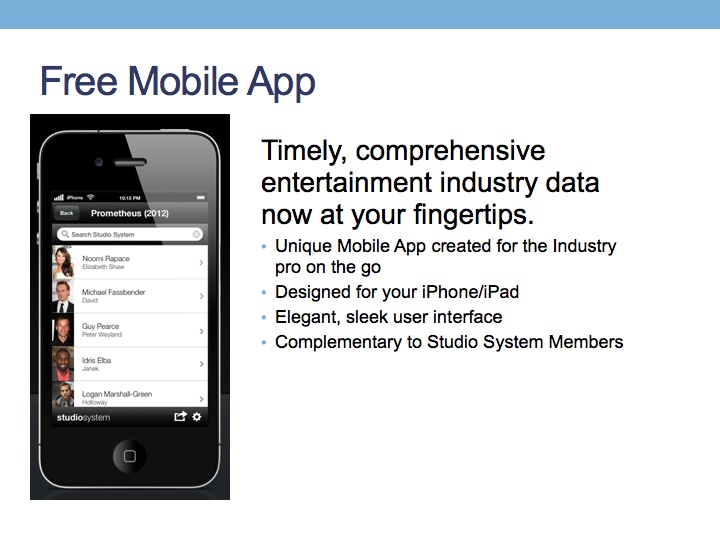 Free Mobile App
iPhone 10:15 PM
Back Prometheus (2012)
Search Studio System
Noomi Rapace
Elizabeth Shaw
Michael Fassbender
David
Guy Pearce
Peter Weyland
Idris Elba
Janek
Logan Marshall-Green
Holloway
studiosystem
Timely, comprehensive
entertainment industry data
now at your fingertips.
• Unique Mobile App created for the Industry
pro on the go
• Designed for your iPhone/iPad
• Elegant, sleek user interface
• Complementary to Studio System Members